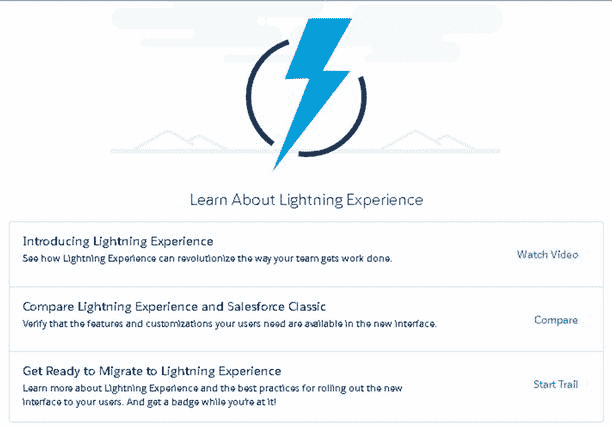 Learn About Lightning Experience
Introducing Lightning Experience
See how Lightning Experience can revolutionize the way your team gets work done.
Watch Video
Compare Lightning Experience and Salesforce Classic
Verify that the features and customizations your users need are available in the new interface.
Compare
Get Ready to Migrate to Lightning Experience
Learn more about Lightning Experience and the best practices for rolling out the new
interface to your users. And get a badge while you're at it!
Start Trail